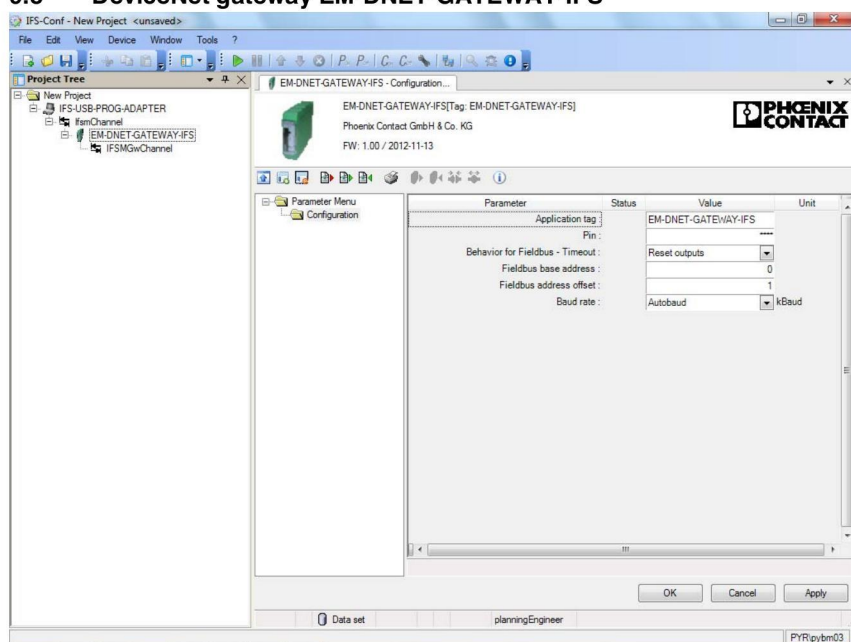 DeviceNet gateway EM-DNET-GATEWAY-IFS
IFS-Conf - New Project <unsaved>
File Edit View Device Window Tools ?
Project Tree
New Project
IFS-USB-PROG-ADAPTER
IfsmChannel
EM-DNET-GATEWAY-IFS
IFSMGwChannel
EM-DNET-GATEWAY-IFS - Configuration...
EM-DNET-GATEWAY-IFS[Tag: EM-DNET-GATEWAY-IFS]
Phoenix Contact GmbH & Co. KG
FW: 1.00 / 2012-11-13
PHŒNIX
CONTACT
Parameter Menu
Configuration
Parameter Status Value Unit
Application tag : EM-DNET-GATEWAY-IFS
Pin : ****
Behavior for Fieldbus - Timeout : Reset outputs
Fieldbus base address : 0
Fieldbus address offset : 1
Baud rate : Autobaud kBaud
OK Cancel Apply
Data set planningEngineer
PYR\pybm03